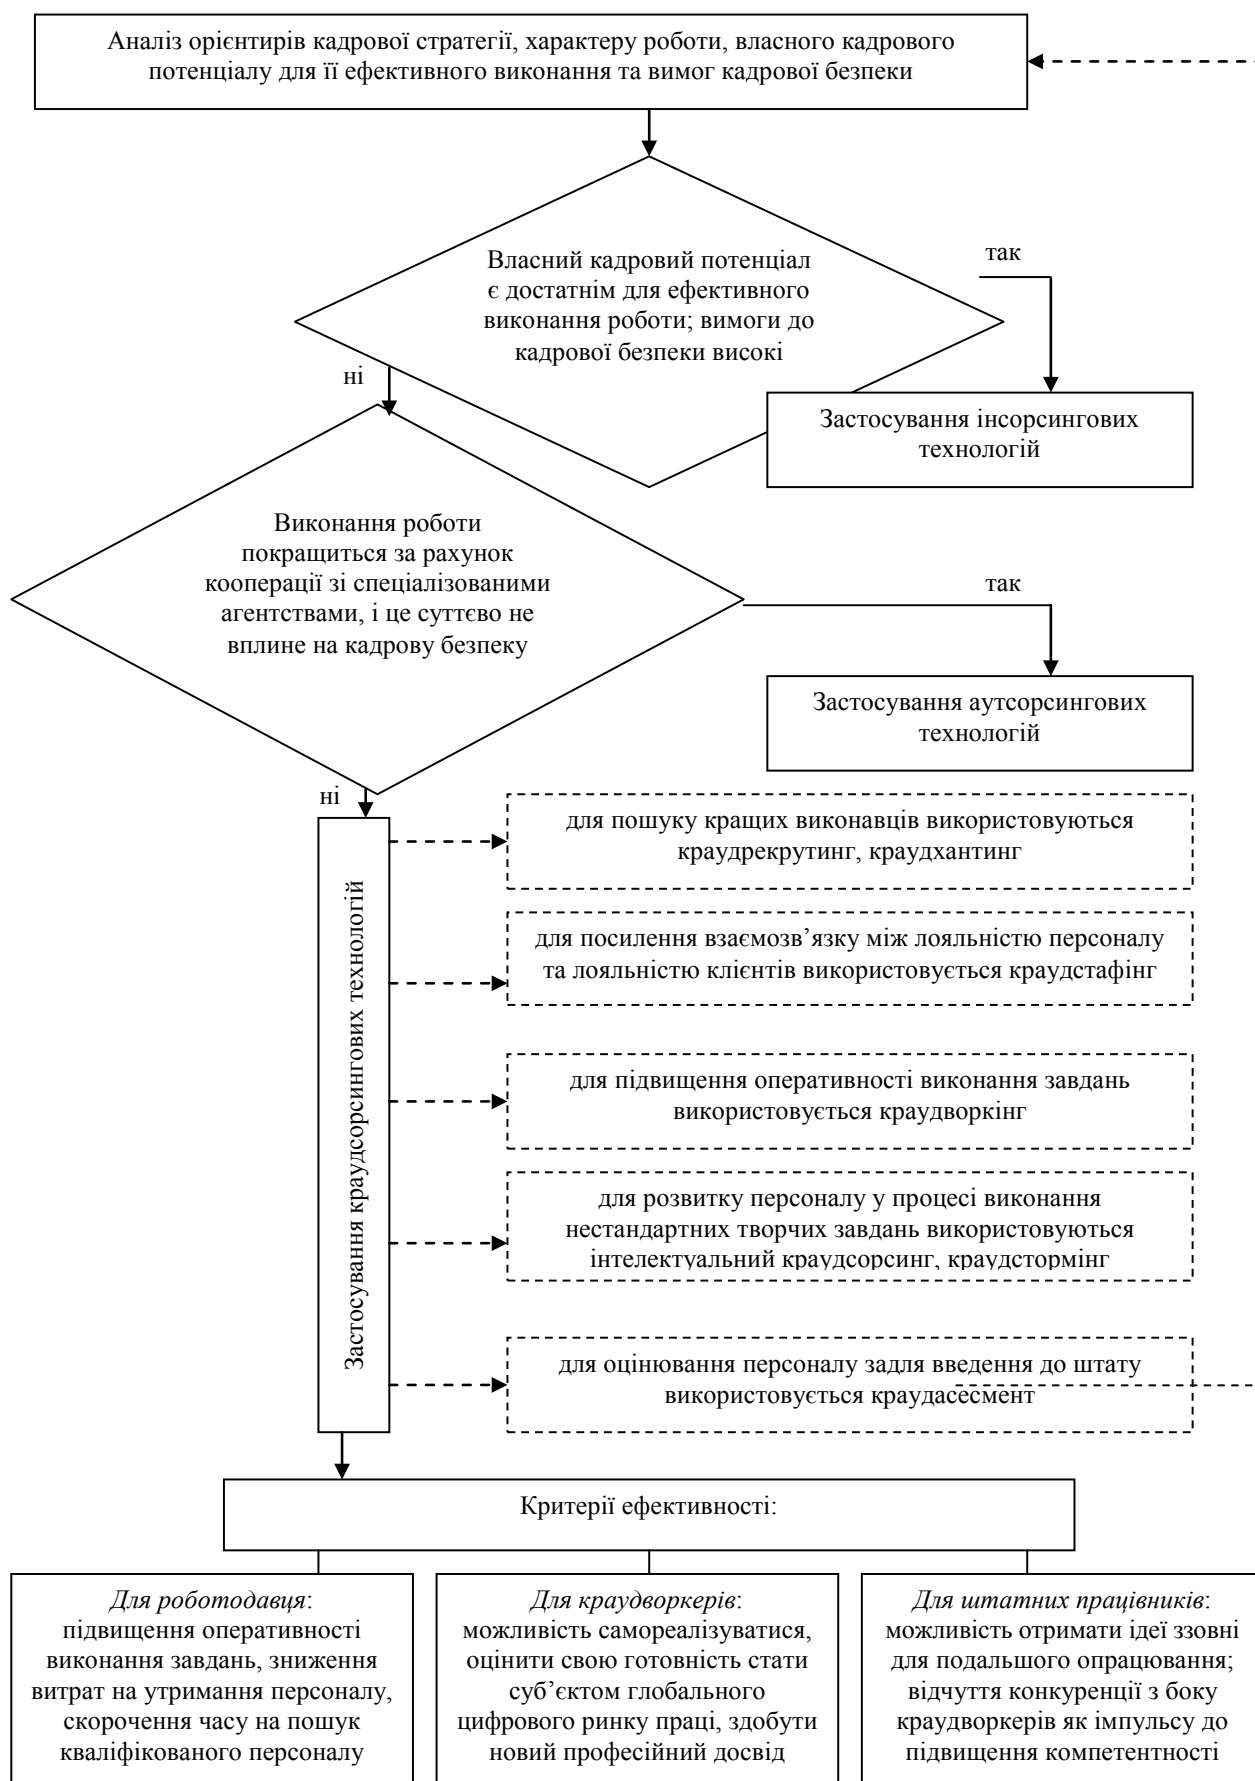 Аналіз орієнтирів кадрової стратегії, характеру роботи, власного кадрового
потенціалу для її ефективного виконання та вимог кадрової безпеки
Власний кадровий потенціал
є достатнім для ефективного
виконання роботи; вимоги до
кадрової безпеки високі
так
ні
Застосування інсорсингових
технологій
Виконання роботи
покращиться за рахунок
кооперації зі спеціалізованими
агентствами, і це суттєво не
вплине на кадрову безпеку
так
Застосування аутсорсингових
технологій
ні
Застосування краудсорсингових технологій
для пошуку кращих виконавців використовуються
краудрекрутинг, краудхантинг
для посилення взаємозв’язку між лояльністю персоналу
та лояльністю клієнтів використовується краудстафінг
для підвищення оперативності виконання завдань
використовується краудворкінг
для розвитку персоналу у процесі виконання
нестандартних творчих завдань використовуються
інтелектуальний краудсорсинг, краудстормінг
для оцінювання персоналу задля введення до штату
використовується краудасесмент
Критерії ефективності:
Для роботодавця:
підвищення оперативності
виконання завдань, зниження
витрат на утримання персоналу,
скорочення часу на пошук
кваліфікованого персоналу
Для краудворкерів:
можливість самореалізуватися,
оцінити свою готовність стати
суб’єктом глобального
цифрового ринку праці, здобути
новий професійний досвід
Для штатних працівників:
можливість отримати ідеї ззовні
для подальшого опрацювання;
відчуття конкуренції з боку
краудворкерів як імпульсу до
підвищення компетентності